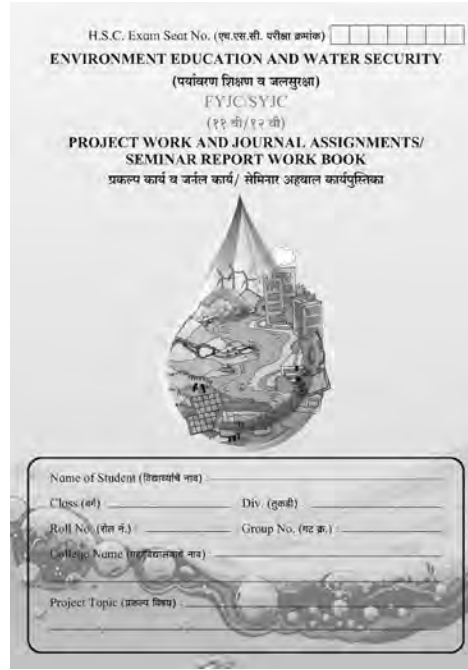 H.S.C. Exam Seat No. (एच.एस.सी. परीक्षा क्रमांक)
ENVIRONMENT EDUCATION AND WATER SECURITY
(पर्यावरण शिक्षण व जलसुरक्षा)
FYJC/SYJC
(११ वी/१२ वी)
PROJECT WORK AND JOURNAL ASSIGNMENTS/
SEMINAR REPORT WORK BOOK
प्रकल्प कार्य व जर्नल कार्य/ सेमिनार अहवाल कार्यपुस्तिका
Name of Student (विद्यार्थ्याचे नाव)
Class (वर्ग) Div. (तुकडी)
Roll No. (रोल नं.) Group No. (गट क्र.)
College Name (महाविद्यालयाचे नाव)
Project Topic (प्रकल्प विषय)